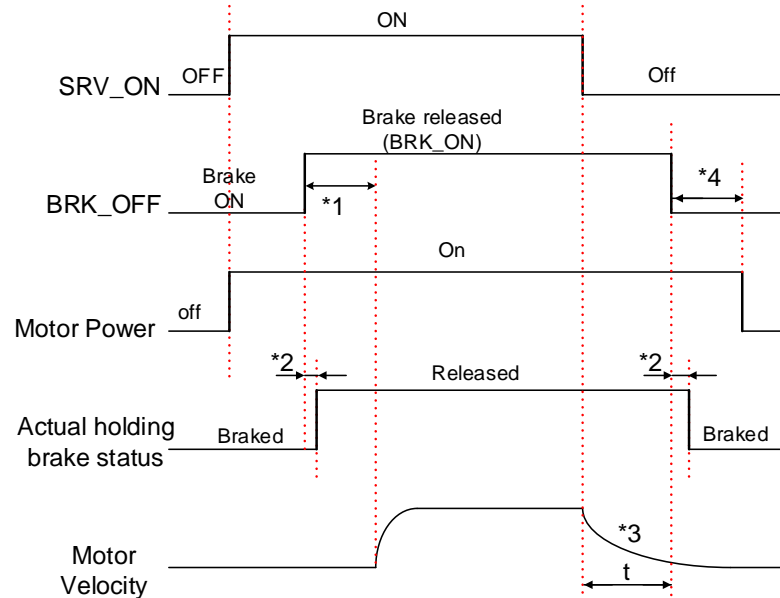 ON
OFF
Off
SRV_ON
Brake released
(BRK_ON)
Brake
ON
*1
*4
BRK_OFF
On
off
Motor Power
*2
*2
Released
Actual holding
brake status
Braked
Braked
*3
Motor
Velocity
t